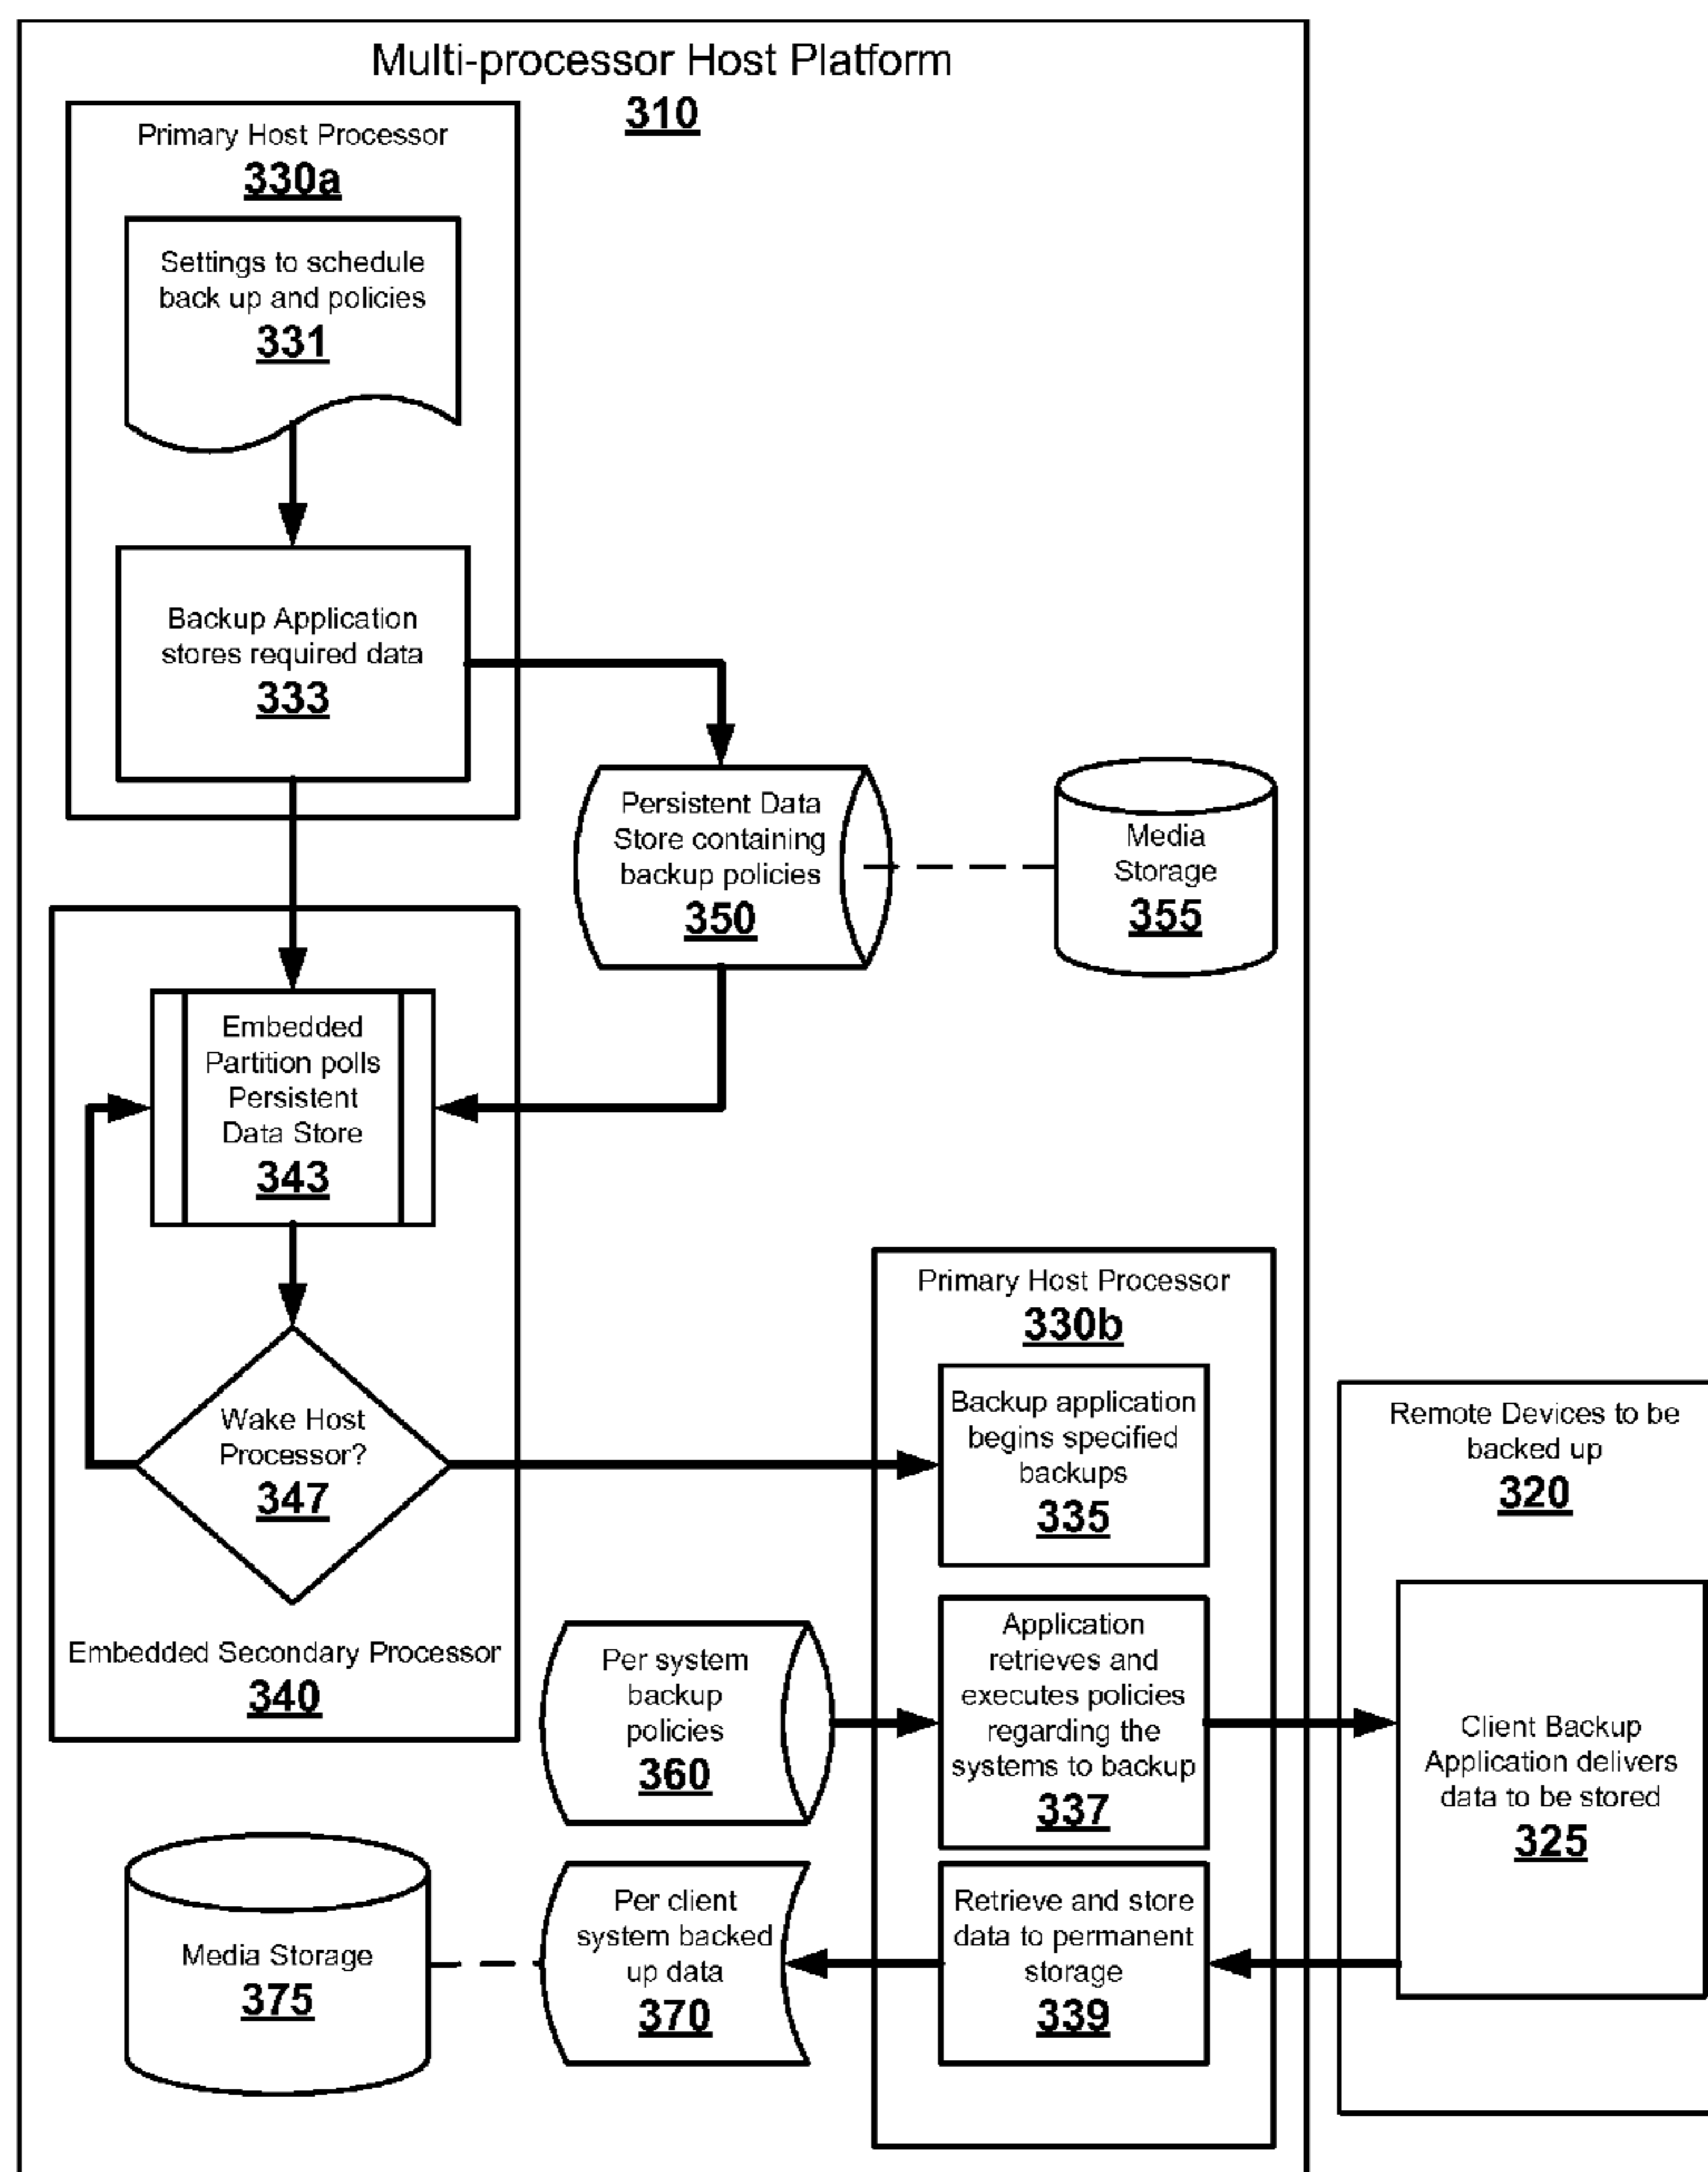 Multi-processor Host Platform
310
Primary Host Processor
330a
Settings to schedule
back up and policies
331
Backup Application
stores required data
333
Persistent Data
Store containing
backup policies
350
Media
Storage
355
Embedded
Partition polls
Persistent
Data Store
343
Wake Host
Processor?
347
Embedded Secondary Processor
340
Primary Host Processor
330b
Backup application
begins specified
backups
335
Remote Devices to be
backed up
320
Per system
backup
policies
360
Application
retrieves and
executes policies
regarding the
systems to backup
337
Client Backup
Application delivers
data to be stored
325
Media Storage
375
Per client
system backed
up data
370
Retrieve and store
data to permanent
storage
339